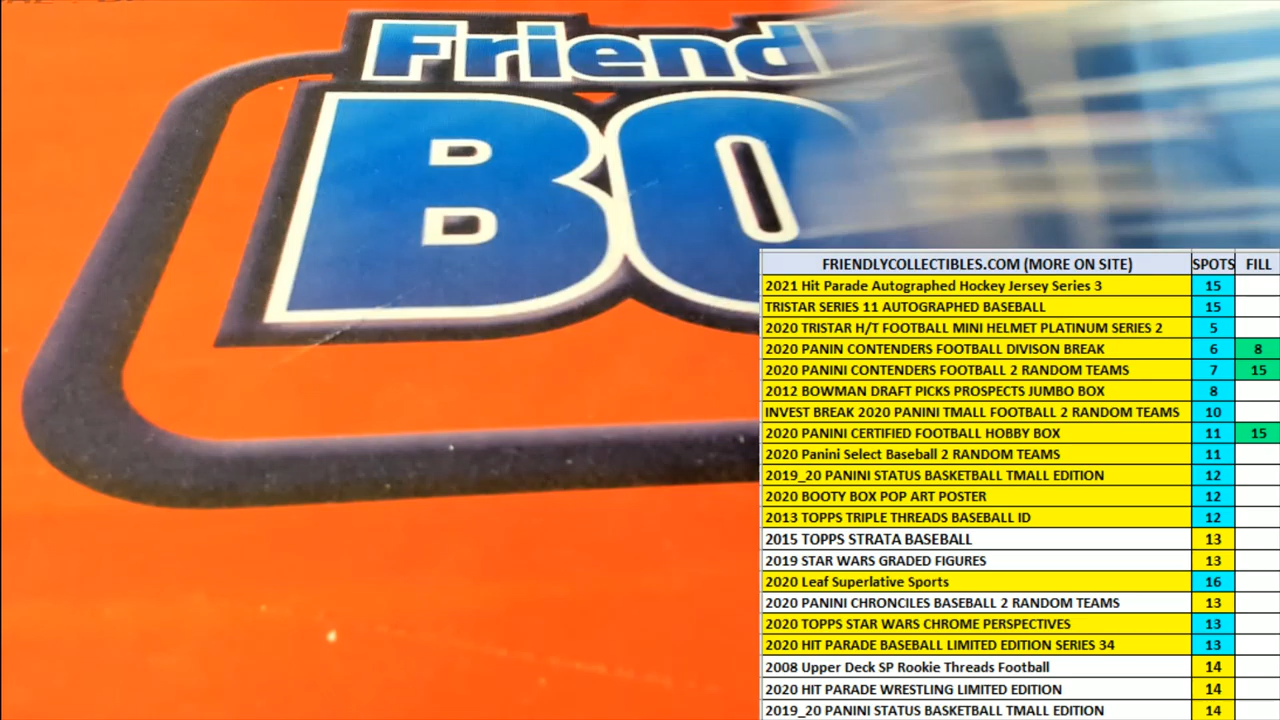 Friend
BO
FRIENDLYCOLLECTIBLES.COM (MORE ON SITE) SPOTS FILL
2021 Hit Parade Autographed Hockey Jersey Series 3 15
TRISTAR SERIES 11 AUTOGRAPHED BASEBALL 15
2020 TRISTAR H/T FOOTBALL MINI HELMET PLATINUM SERIES 2 5
2020 PANIN CONTENDERS FOOTBALL DIVISON BREAK 6 8
2020 PANINI CONTENDERS FOOTBALL 2 RANDOM TEAMS 7 15
2012 BOWMAN DRAFT PICKS PROSPECTS JUMBO BOX 8
INVEST BREAK 2020 PANINI TMALL FOOTBALL 2 RANDOM TEAMS 10
2020 PANINI CERTIFIED FOOTBALL HOBBY BOX 11 15
2020 Panini Select Baseball 2 RANDOM TEAMS 11
2019_20 PANINI STATUS BASKETBALL TMALL EDITION 12
2020 BOOTY BOX POP ART POSTER 12
2013 TOPPS TRIPLE THREADS BASEBALL ID 12
2015 TOPPS STRATA BASEBALL 13
2019 STAR WARS GRADED FIGURES 13
2020 Leaf Superlative Sports 16
2020 PANINI CHRONCILES BASEBALL 2 RANDOM TEAMS 13
2020 TOPPS STAR WARS CHROME PERSPECTIVES 13
2020 HIT PARADE BASEBALL LIMITED EDITION SERIES 34 13
2008 Upper Deck SP Rookie Threads Football 14
2020 HIT PARADE WRESTLING LIMITED EDITION 14
2019_20 PANINI STATUS BASKETBALL TMALL EDITION 14